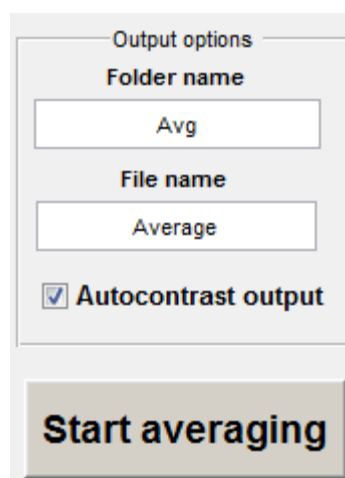 Output options
Folder name
Avg
File name
Average
Autocontrast output
Start averaging